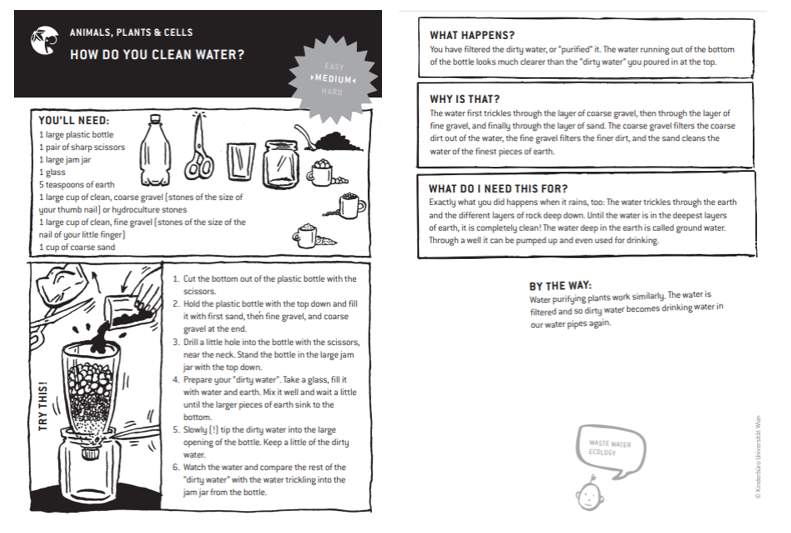 ANIMALS, PLANTS & CELLS
HOW DO YOU CLEAN WATER?
EASY
›MEDIUM‹
HARD
YOU'LL NEED:
1 large plastic bottle
1 pair of sharp scissors
1 large jam jar
1 glass
5 teaspoons of earth
1 large cup of clean, coarse gravel (stones of the size of
your thumb nail) or hydroculture stones
1 large cup of clean, fine gravel (stones of the size of the
nail of your little finger)
1 cup of coarse sand
TRY THIS!
1. Cut the bottom out of the plastic bottle with the
scissors.
2. Hold the plastic bottle with the top down and fill
it with first sand, then fine gravel, and coarse
gravel at the end.
3. Drill a little hole into the bottle with the scissors,
near the neck. Stand the bottle in the large jam
jar with the top down.
4. Prepare your "dirty water". Take a glass, fill it
with water and earth. Mix it well and wait a little
until the larger pieces of earth sink to the
bottom.
5. Slowly (!) tip the dirty water into the large
opening of the bottle. Keep a little of the dirty
water.
6. Watch the water and compare the rest of the
"dirty water" with the water trickling into the
jam jar from the bottle.
WHAT HAPPENS?
You have filtered the dirty water, or "purified" it. The water running out of the bottom
of the bottle looks much clearer than the "dirty water" you poured in at the top.
WHY IS THAT?
The water first trickles through the layer of coarse gravel, then through the layer of
fine gravel, and finally through the layer of sand. The coarse gravel filters the coarse
dirt out of the water, the fine gravel filters the finer dirt, and the sand cleans the
water of the finest pieces of earth.
WHAT DO I NEED THIS FOR?
Exactly what you did happens when it rains, too: The water trickles through the earth
and the different layers of rock deep down. Until the water is in the deepest layers
of earth, it is completely clean! The water deep in the earth is called ground water.
Through a well it can be pumped up and even used for drinking.
BY THE WAY:
Water purifying plants work similarly. The water is
filtered and so dirty water becomes drinking water in
our water pipes again.
WASTE WATER
ECOLOGY
© Kinderbüro Universität Wien